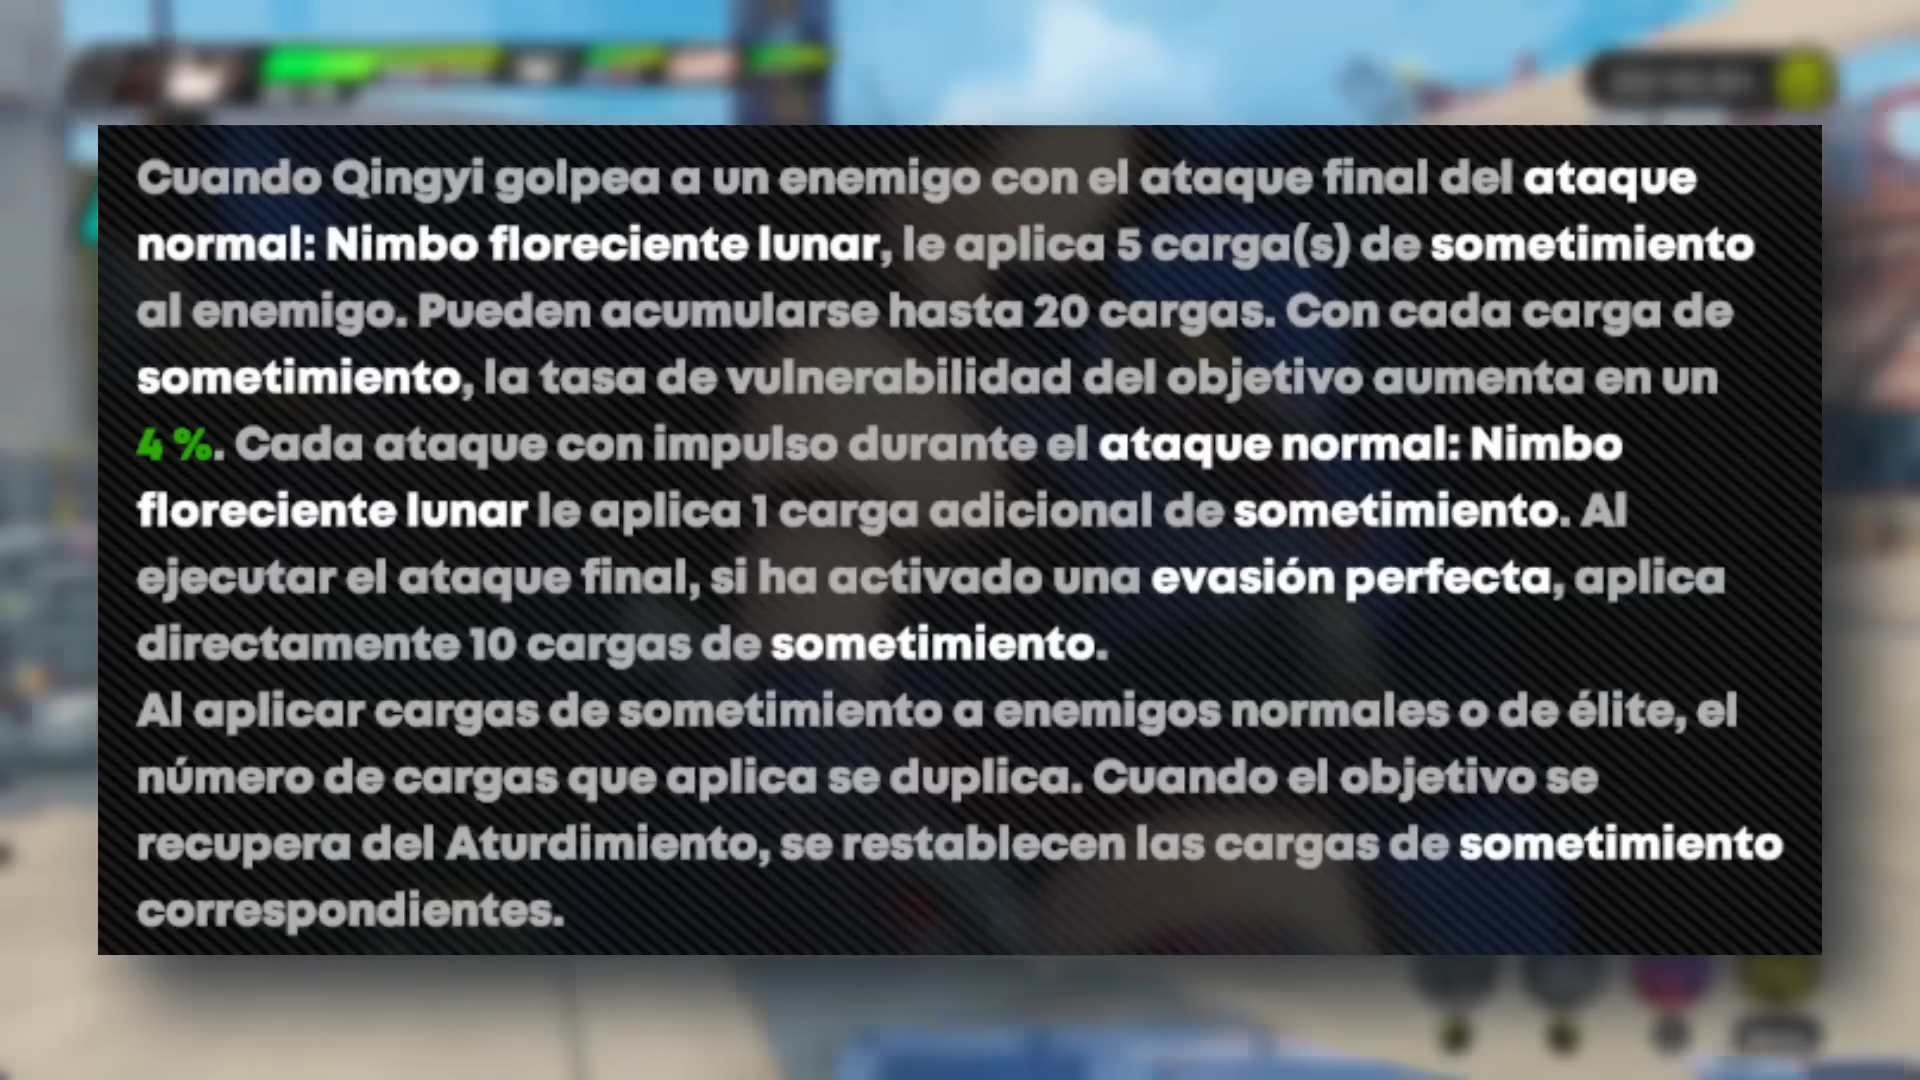 Cuando Qingyi golpea a un enemigo con el ataque final del ataque
normal: Nimbo floreciente lunar, le aplica 5 carga(s) de sometimiento
al enemigo. Pueden acumularse hasta 20 cargas. Con cada carga de
sometimiento, la tasa de vulnerabilidad del objetivo aumenta en un
4 %. Cada ataque con impulso durante el ataque normal: Nimbo
floreciente lunar le aplica 1 carga adicional de sometimiento. Al
ejecutar el ataque final, si ha activado una evasión perfecta, aplica
directamente 10 cargas de sometimiento.
Al aplicar cargas de sometimiento a enemigos normales o de élite, el
número de cargas que aplica se duplica. Cuando el objetivo se
recupera del Aturdimiento, se restablecen las cargas de sometimiento
correspondientes.